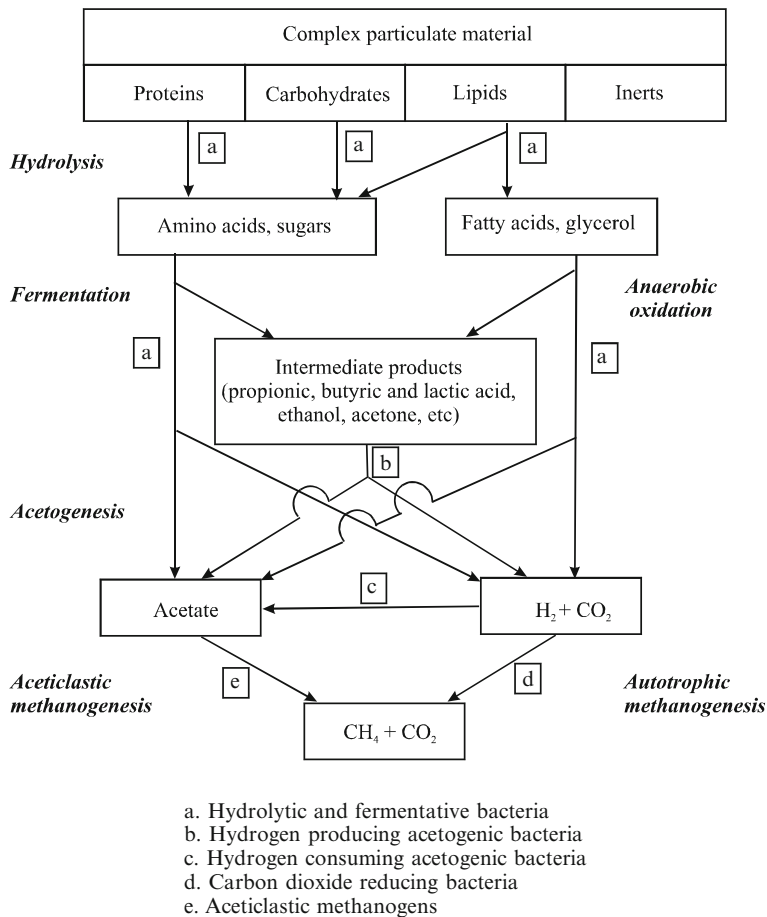 Complex particulate material
Proteins
Carbohydrates
Lipids
Inerts
a
a
a
Hydrolysis
Amino acids, sugars
Fatty acids, glycerol
Fermentation
Anaerobic
oxidation
a
a
Intermediate products
(propionic, butyric and lactic acid,
ethanol, acetone, etc)
b
Acetogenesis
c
Acetate
H₂ + CO₂
Aceticlastic
methanogenesis
e
d
Autotrophic
methanogenesis
CH₄ + CO₂
a. Hydrolytic and fermentative bacteria
b. Hydrogen producing acetogenic bacteria
c. Hydrogen consuming acetogenic bacteria
d. Carbon dioxide reducing bacteria
e. Aceticlastic methanogens